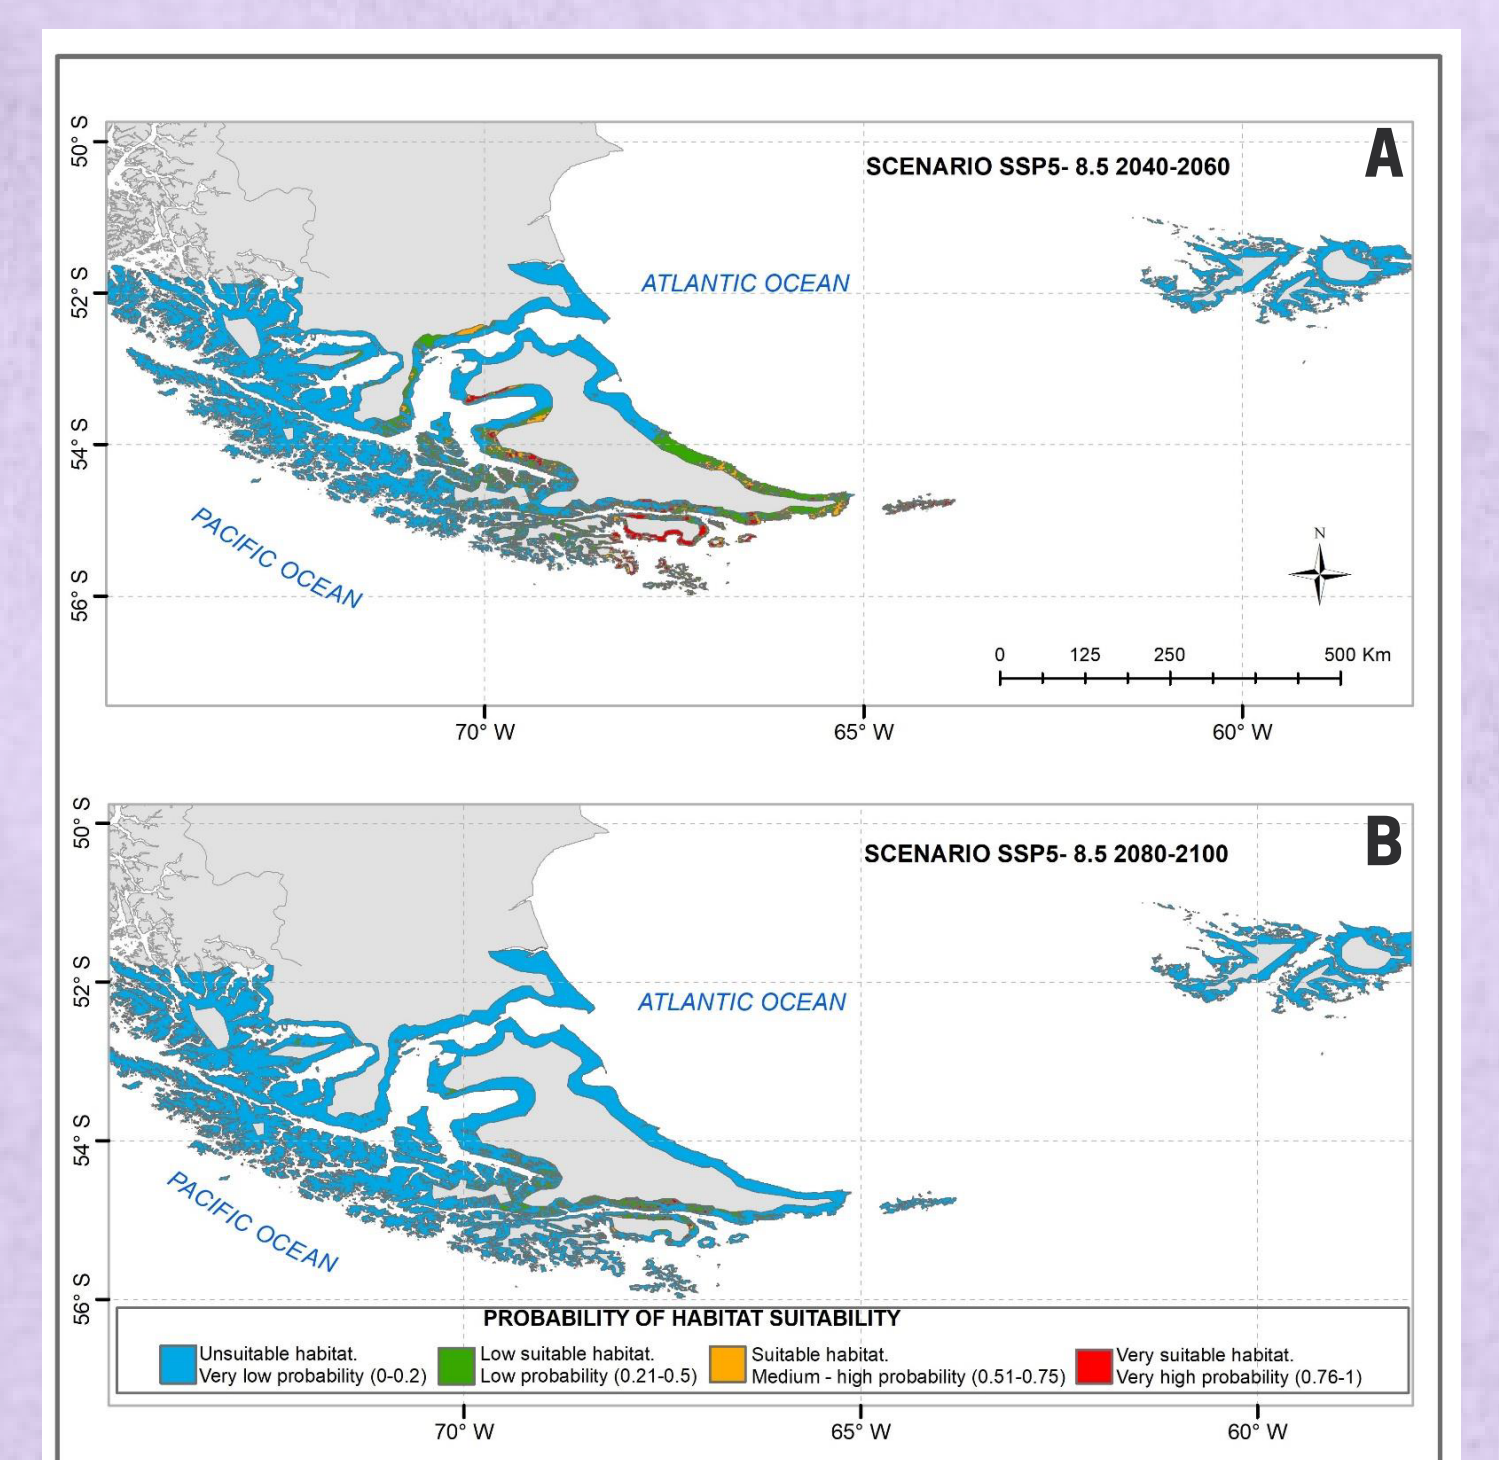 A
SCENARIO SSP5- 8.5 2040-2060
50° S
52° S
54° S
56° S
ATLANTIC OCEAN
PACIFIC OCEAN
N
0 125 250 500 Km
70° W 65° W 60° W
B
SCENARIO SSP5- 8.5 2080-2100
50° S
52° S
54° S
56° S
ATLANTIC OCEAN
PACIFIC OCEAN
PROBABILITY OF HABITAT SUITABILITY
Unsuitable habitat.
Very low probability (0-0.2)
Low suitable habitat.
Low probability (0.21-0.5)
Suitable habitat.
Medium - high probability (0.51-0.75)
Very suitable habitat.
Very high probability (0.76-1)
70° W 65° W 60° W